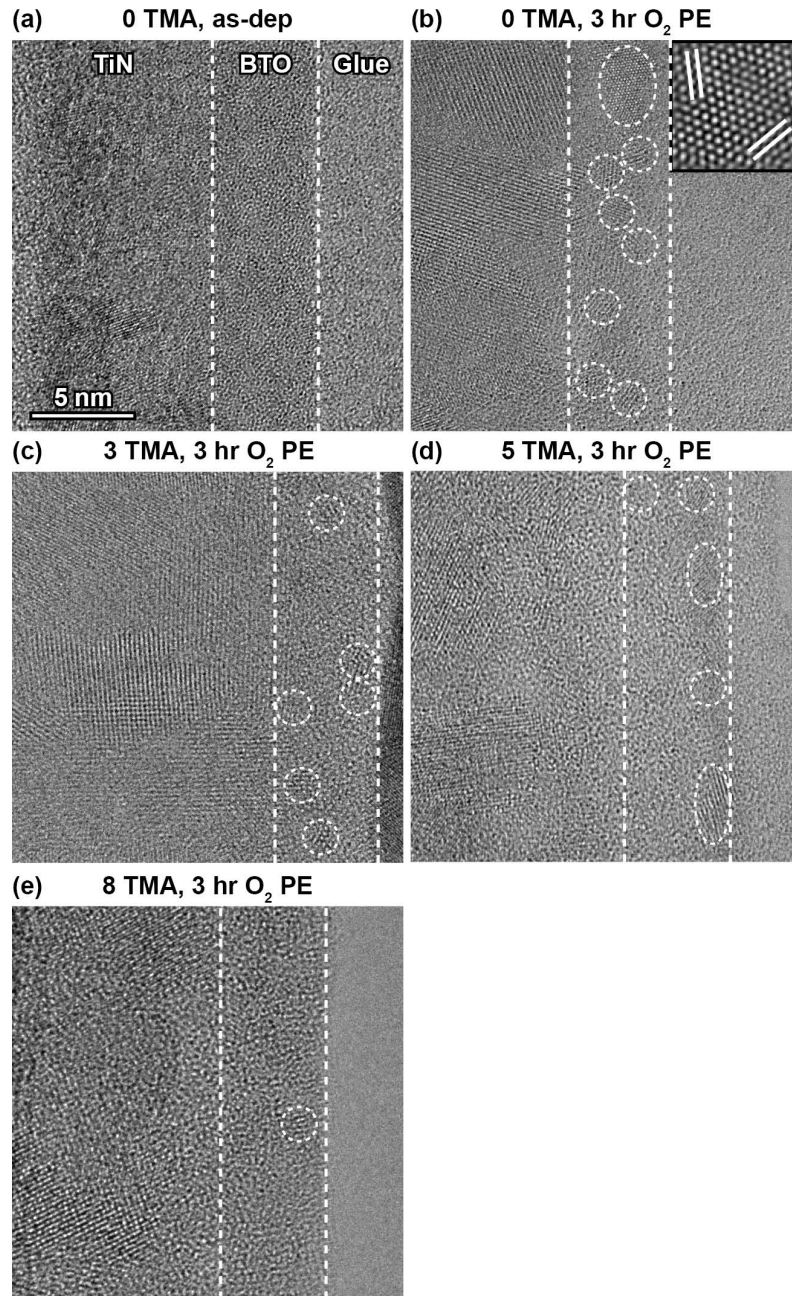 (a) 0 TMA, as-dep
TiN BTO Glue
5 nm
(b) 0 TMA, 3 hr O₂ PE
(c) 3 TMA, 3 hr O₂ PE
(d) 5 TMA, 3 hr O₂ PE
(e) 8 TMA, 3 hr O₂ PE